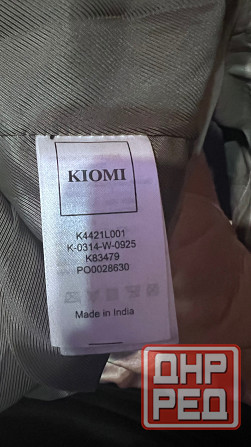 KIOMI
K4421L001
K-0314-W-0925
K83479
PO0028630
Made in India
ДНР
РЕД